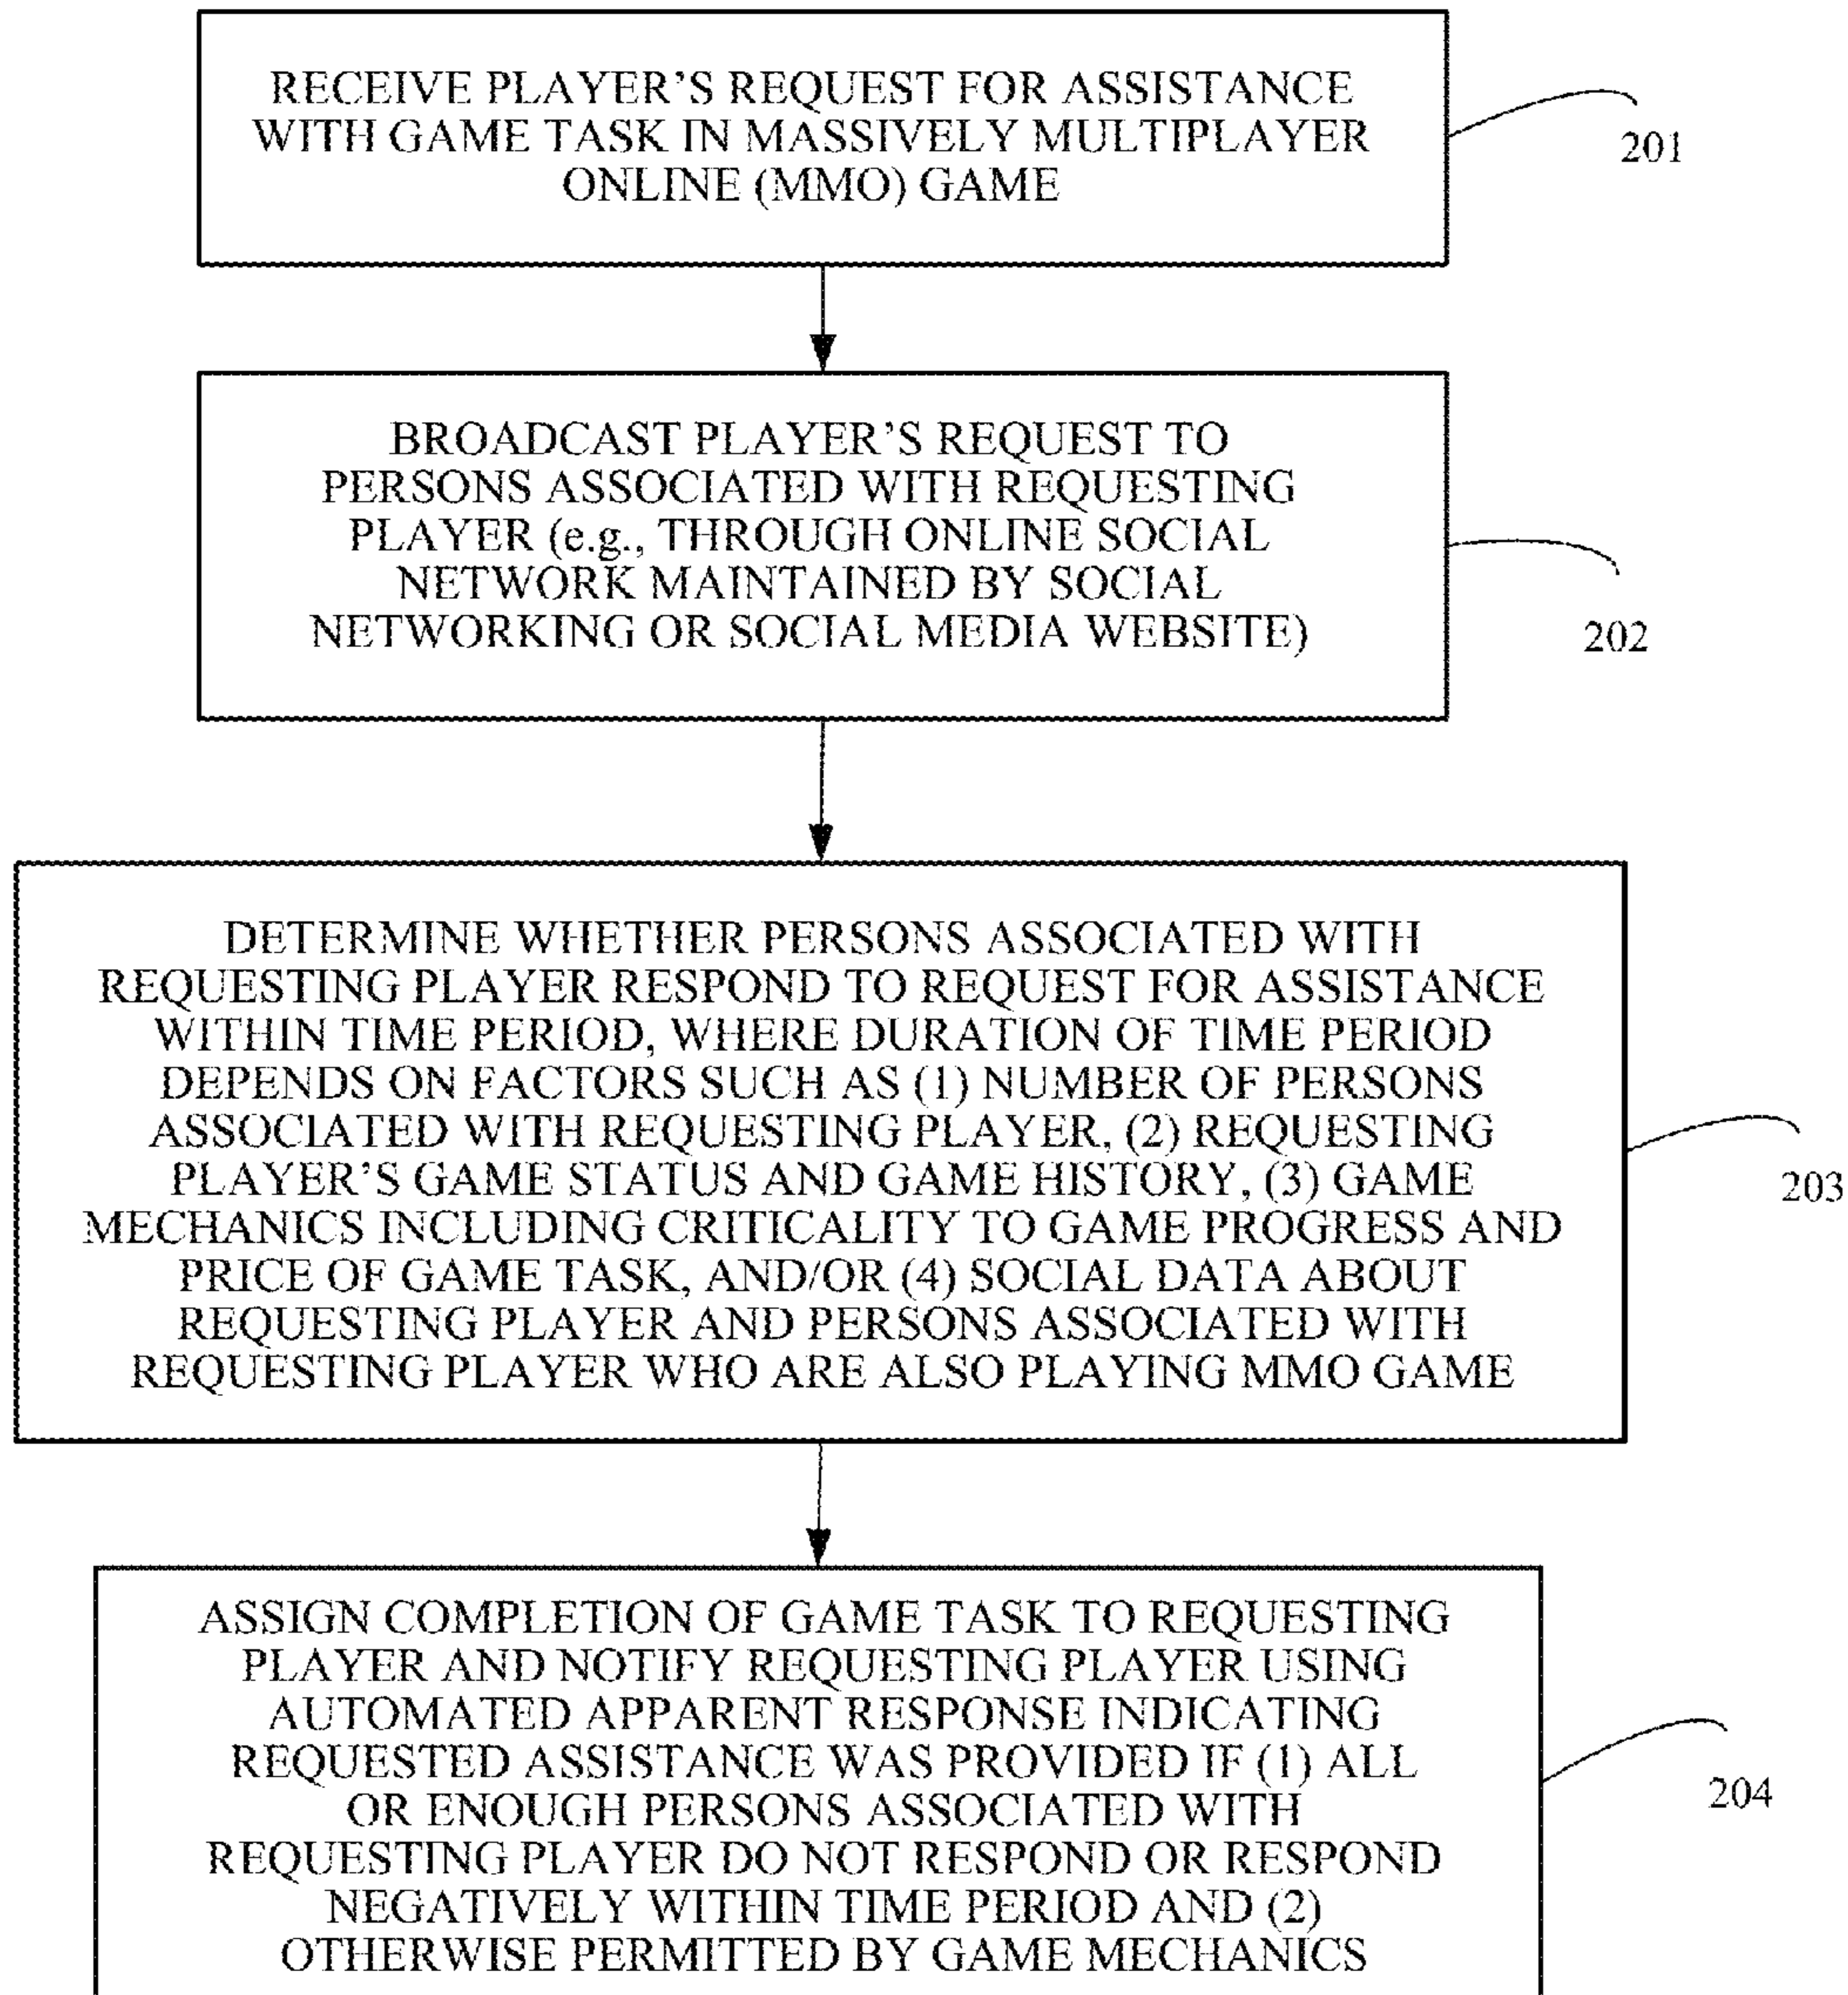 RECEIVE PLAYER’S REQUEST FOR ASSISTANCE
WITH GAME TASK IN MASSIVELY MULTIPLAYER
ONLINE (MMO) GAME
201
BROADCAST PLAYER’S REQUEST TO
PERSONS ASSOCIATED WITH REQUESTING
PLAYER (e.g., THROUGH ONLINE SOCIAL
NETWORK MAINTAINED BY SOCIAL
NETWORKING OR SOCIAL MEDIA WEBSITE)
202
DETERMINE WHETHER PERSONS ASSOCIATED WITH
REQUESTING PLAYER RESPOND TO REQUEST FOR ASSISTANCE
WITHIN TIME PERIOD, WHERE DURATION OF TIME PERIOD
DEPENDS ON FACTORS SUCH AS (1) NUMBER OF PERSONS
ASSOCIATED WITH REQUESTING PLAYER, (2) REQUESTING
PLAYER’S GAME STATUS AND GAME HISTORY, (3) GAME
MECHANICS INCLUDING CRITICALITY TO GAME PROGRESS AND
PRICE OF GAME TASK, AND/OR (4) SOCIAL DATA ABOUT
REQUESTING PLAYER AND PERSONS ASSOCIATED WITH
REQUESTING PLAYER WHO ARE ALSO PLAYING MMO GAME
203
ASSIGN COMPLETION OF GAME TASK TO REQUESTING
PLAYER AND NOTIFY REQUESTING PLAYER USING
AUTOMATED APPARENT RESPONSE INDICATING
REQUESTED ASSISTANCE WAS PROVIDED IF (1) ALL
OR ENOUGH PERSONS ASSOCIATED WITH
REQUESTING PLAYER DO NOT RESPOND OR RESPOND
NEGATIVELY WITHIN TIME PERIOD AND (2)
OTHERWISE PERMITTED BY GAME MECHANICS
204